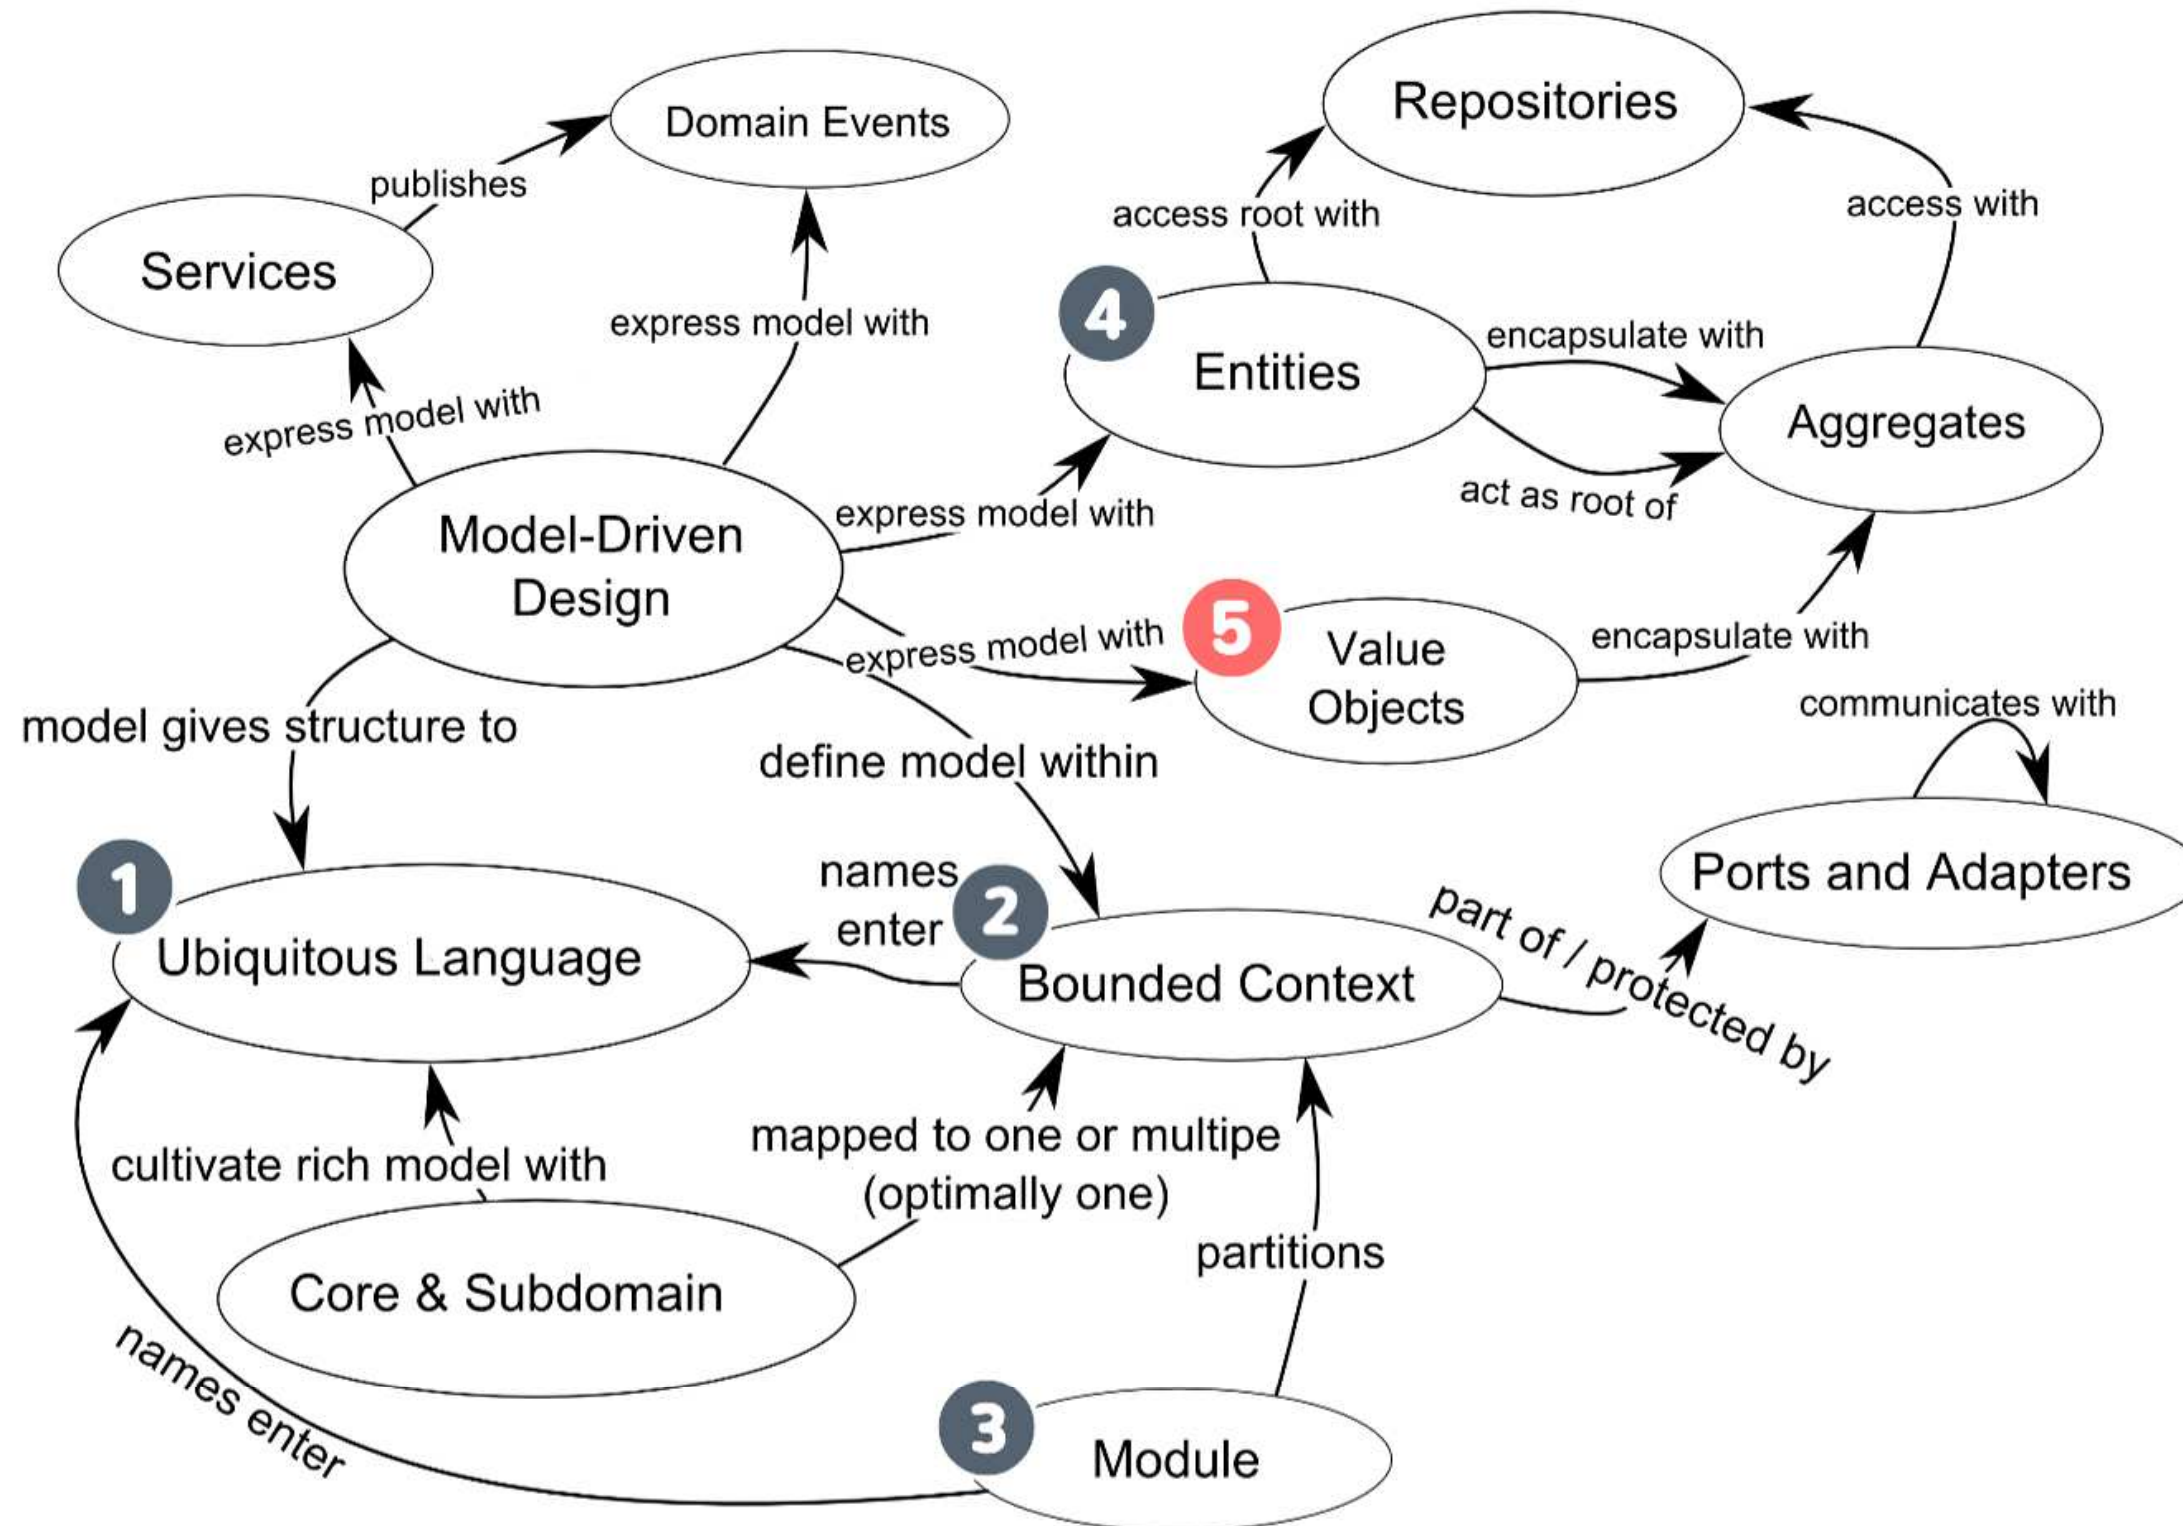 Repositories
Domain Events
publishes
access root with
access with
Services
4
express model with
encapsulate with
Entities
express model with
Aggregates
act as root of
express model with
Model-Driven
Design
5
express model with
Value
Objects
encapsulate with
communicates with
model gives structure to
define model within
1
names
enter
2
Ports and Adapters
part of / protected by
Ubiquitous Language
Bounded Context
cultivate rich model with
mapped to one or multipe
(optimally one)
partitions
Core & Subdomain
names enter
3
Module